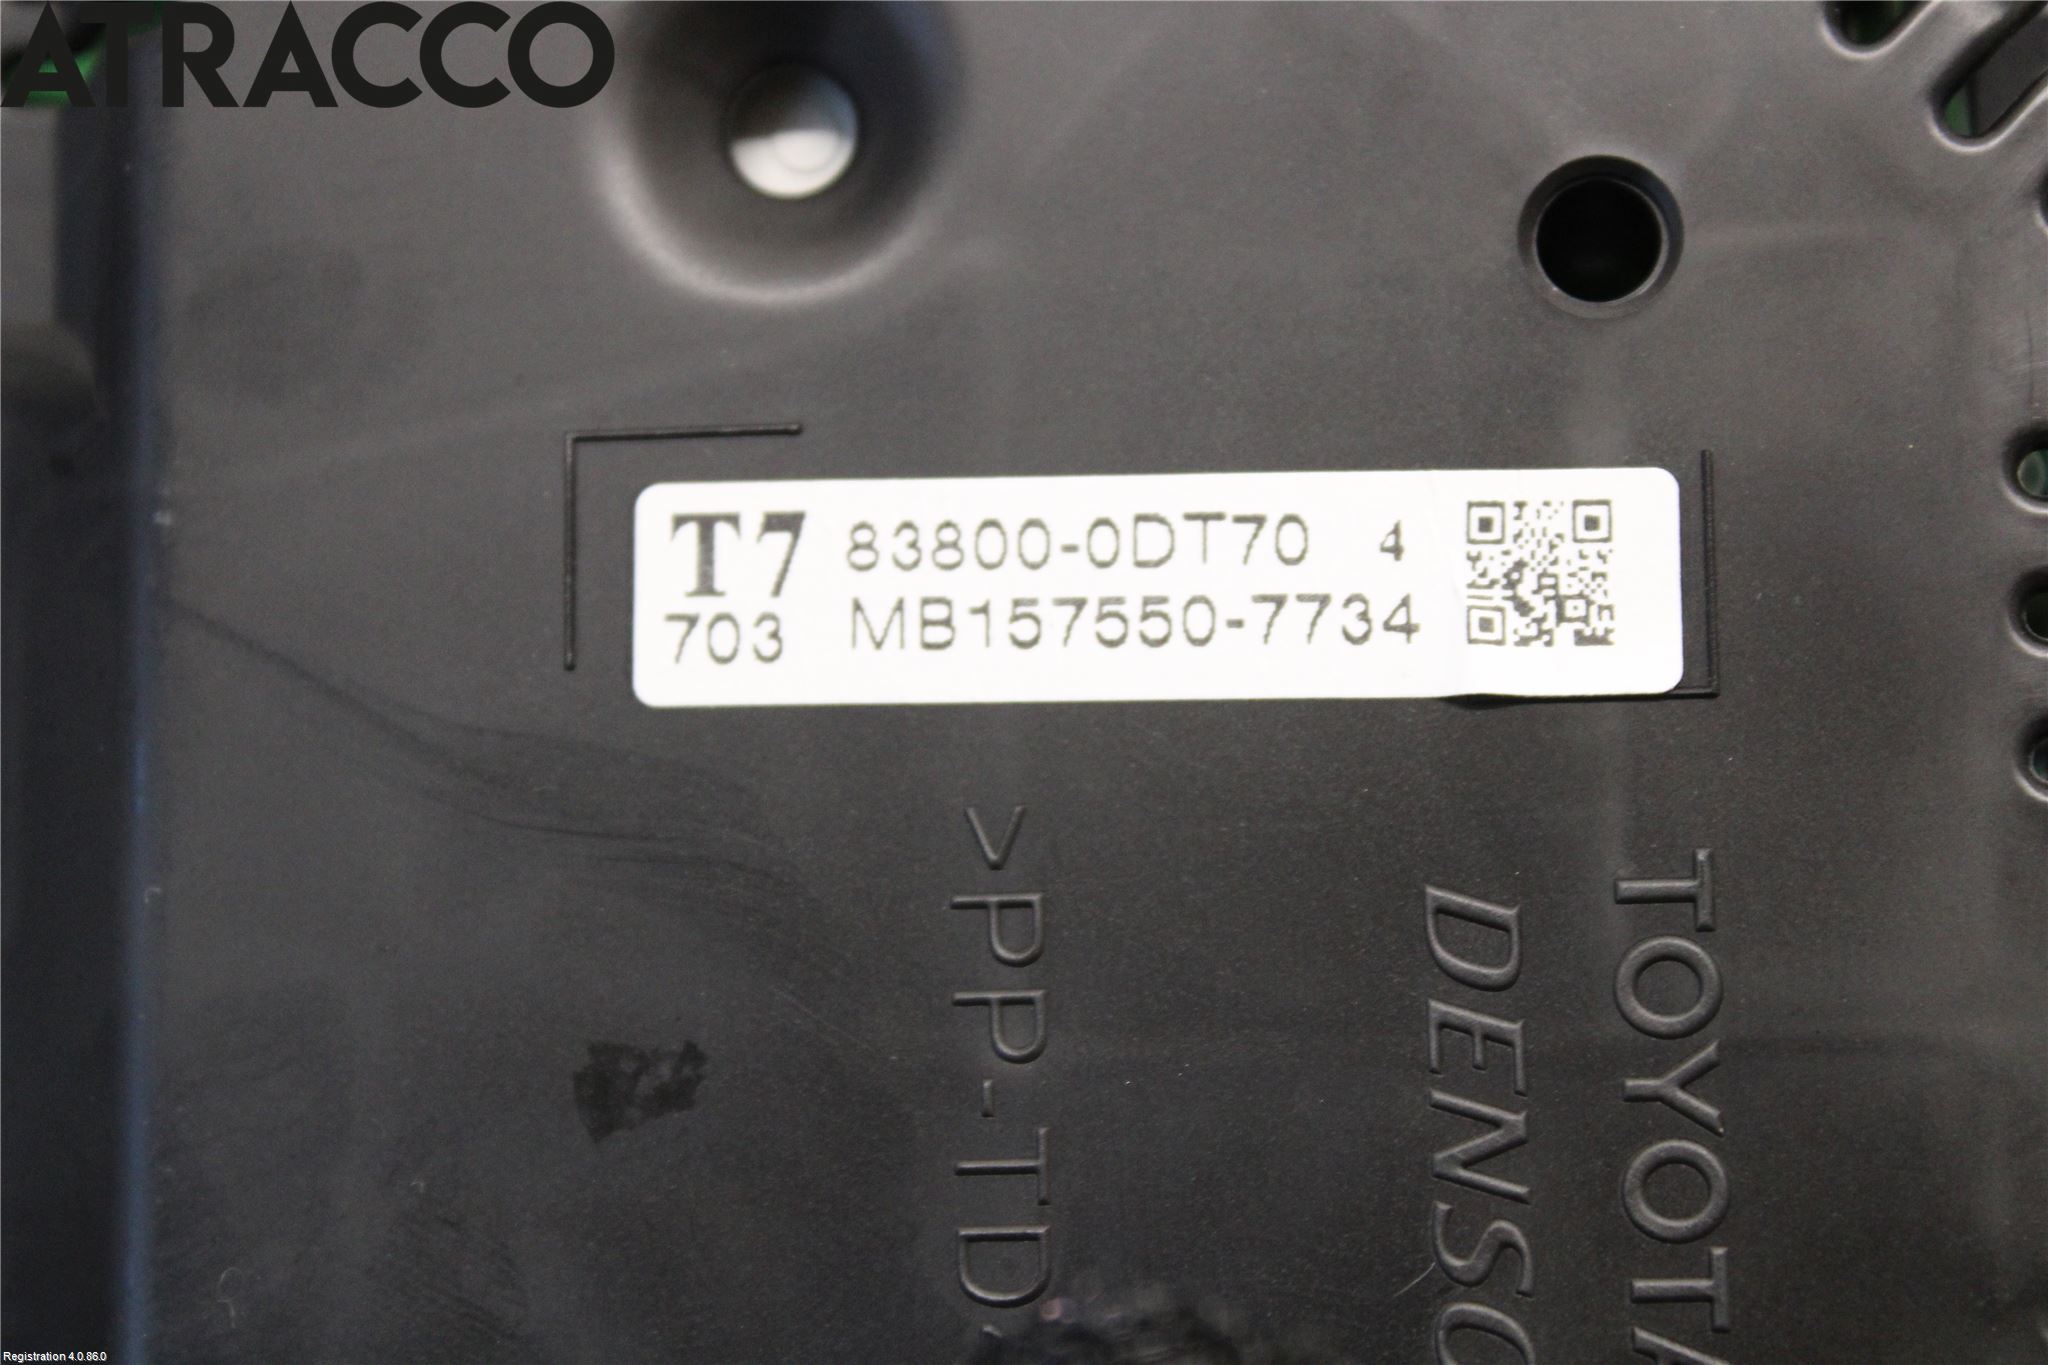 ATRACCO
T7 83800-0DT70 4
703 MB157550-7734
>PP-TD
DENSO
TOYOTA
Registration 4.0.86.0